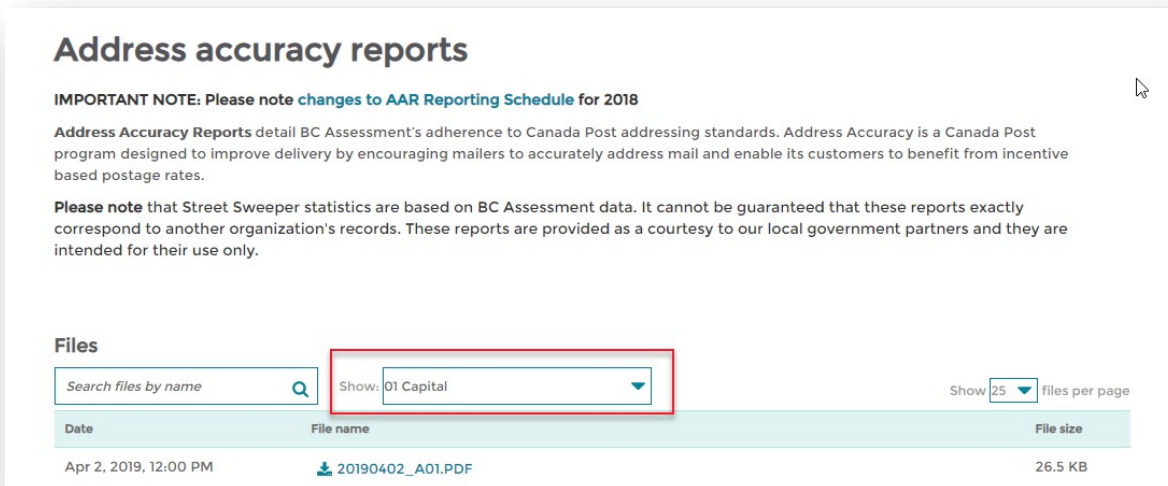 Address accuracy reports
IMPORTANT NOTE: Please note changes to AAR Reporting Schedule for 2018
Address Accuracy Reports detail BC Assessment's adherence to Canada Post addressing standards. Address Accuracy is a Canada Post
program designed to improve delivery by encouraging mailers to accurately address mail and enable its customers to benefit from incentive
based postage rates.
Please note that Street Sweeper statistics are based on BC Assessment data. It cannot be guaranteed that these reports exactly
correspond to another organization's records. These reports are provided as a courtesy to our local government partners and they are
intended for their use only.
Files
Search files by name Show: 01 Capital Show 25 files per page
Date File name File size
Apr 2, 2019, 12:00 PM 20190402_A01.PDF 26.5 KB